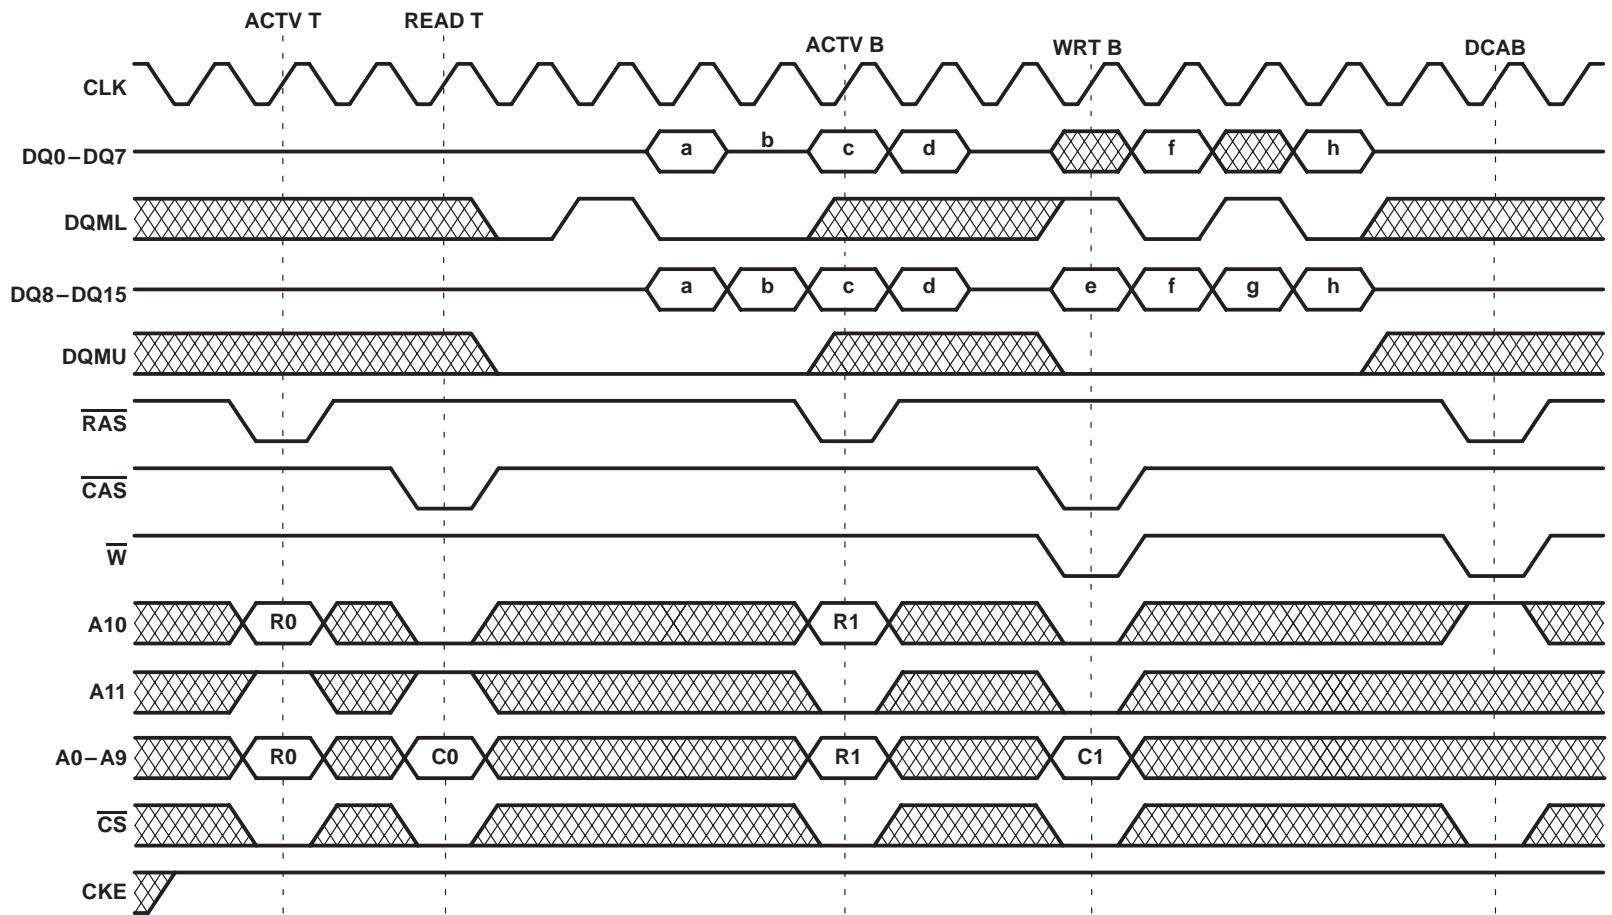 ACTV T READ T
ACTV B WRT B DCAB
CLK
DQ0–DQ7 a b c d f h
DQML
DQ8–DQ15 a b c d e f g h
DQMU
RAS
CAS
W
A10 R0 R1
A11
A0–A9 R0 C0 R1 C1
CS
CKE